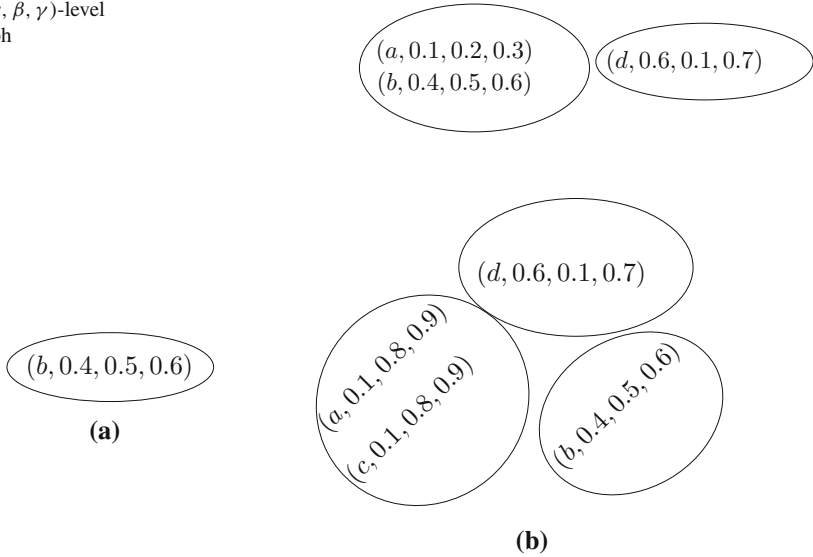 , β, γ)-level
(a, 0.1, 0.2, 0.3)
(b, 0.4, 0.5, 0.6)
(d, 0.6, 0.1, 0.7)
(d, 0.6, 0.1, 0.7)
(a, 0.1, 0.8, 0.9)
(c, 0.1, 0.8, 0.9)
(b, 0.4, 0.5, 0.6)
(b, 0.4, 0.5, 0.6)
(a)
(b)